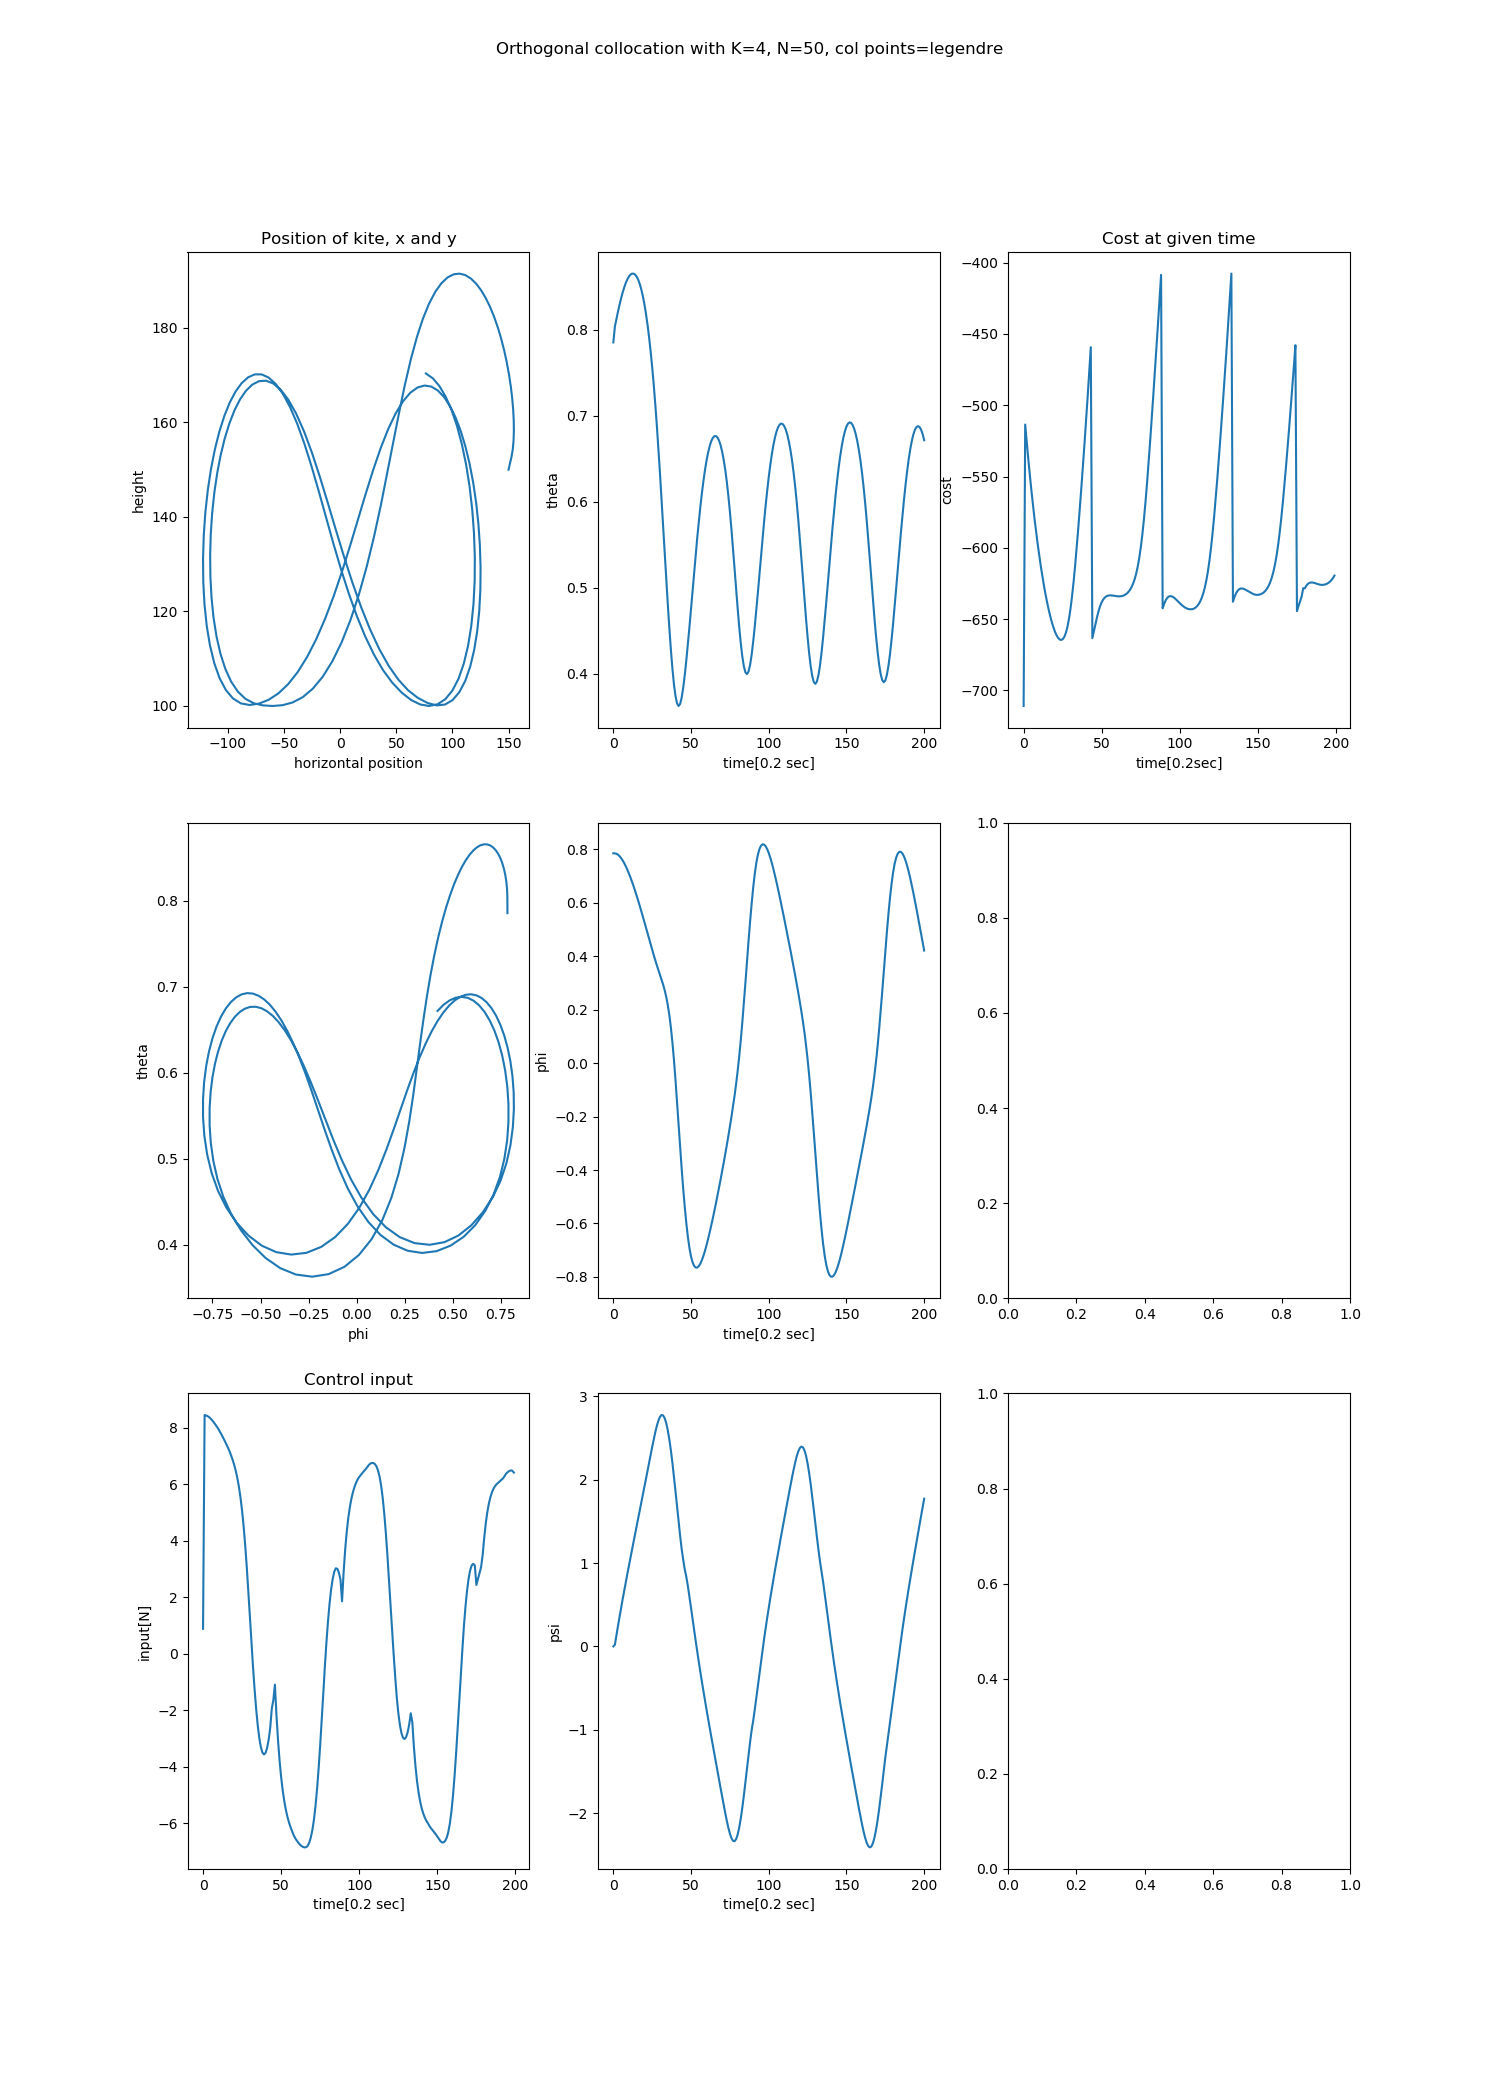 Orthogonal collocation with K=4, N=50, col points=legendre
Position of kite, x and y
180
160
140
120
100
height
−100 −50 0 50 100 150
horizontal position
0.8
0.7
0.6
0.5
0.4
theta
0 50 100 150 200
time[0.2 sec]
Cost at given time
−400
−450
−500
−550
−600
−650
−700
cost
0 50 100 150 200
time[0.2sec]
0.8
0.7
0.6
0.5
0.4
theta
−0.75 −0.50 −0.25 0.00 0.25 0.50 0.75
phi
0.8
0.6
0.4
0.2
0.0
−0.2
−0.4
−0.6
−0.8
phi
0 50 100 150 200
time[0.2 sec]
1.0
0.8
0.6
0.4
0.2
0.0
0.0 0.2 0.4 0.6 0.8 1.0
Control input
8
6
4
2
0
−2
−4
−6
input[N]
0 50 100 150 200
time[0.2 sec]
3
2
1
0
−1
−2
psi
0 50 100 150 200
time[0.2 sec]
1.0
0.8
0.6
0.4
0.2
0.0
0.0 0.2 0.4 0.6 0.8 1.0